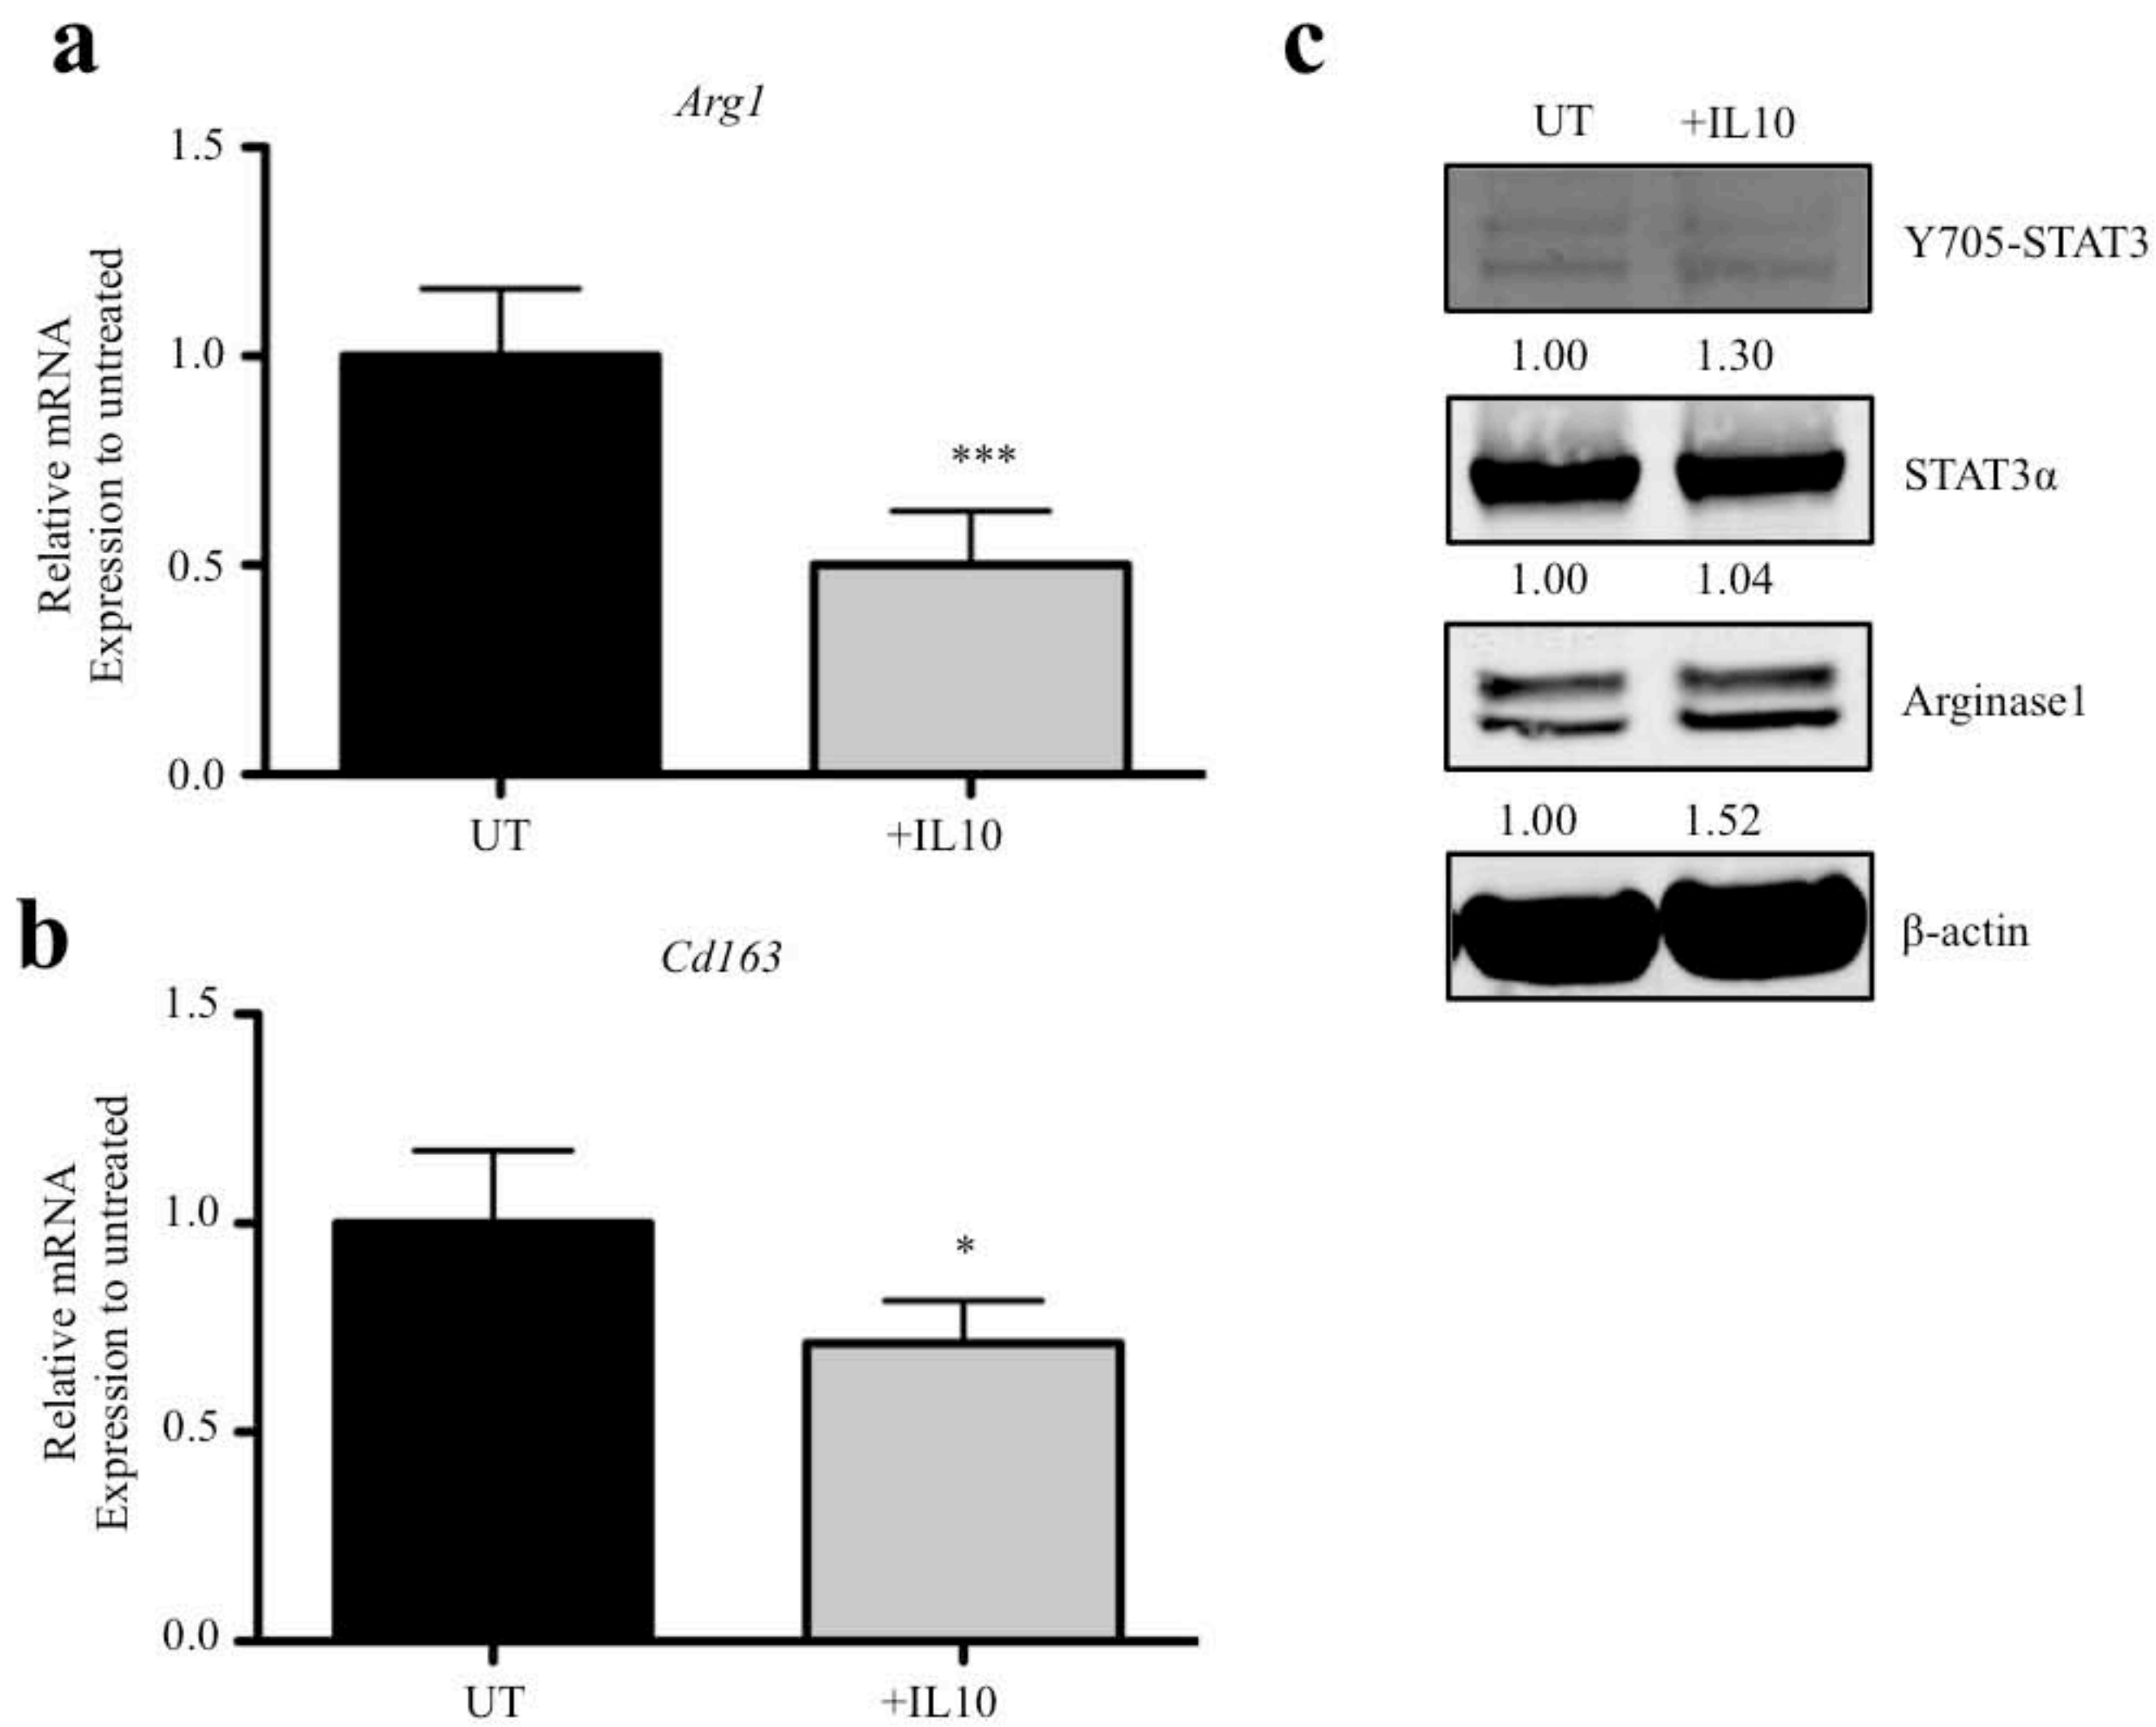 a
Arg1
1.5
1.0
0.5
0.0
Relative mRNA
Expression to untreated
***
UT
+IL10
b
Cd163
1.5
1.0
0.5
0.0
Relative mRNA
Expression to untreated
*
UT
+IL10
c
UT +IL10
Y705-STAT3
1.00 1.30
STAT3α
1.00 1.04
Arginase1
1.00 1.52
β-actin